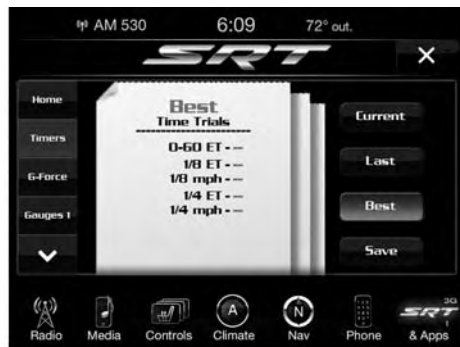 AM 530 6:09 72° out.
SRT
Home
Timers
G-Force
Gauges 1
Best
Time Trials
0-60 ET - --
1/8 ET - --
1/8 mph - --
1/4 ET - --
1/4 mph - --
Current
Last
Best
Save
A
N
SRT
Radio Media Controls Climate Nav Phone & Apps